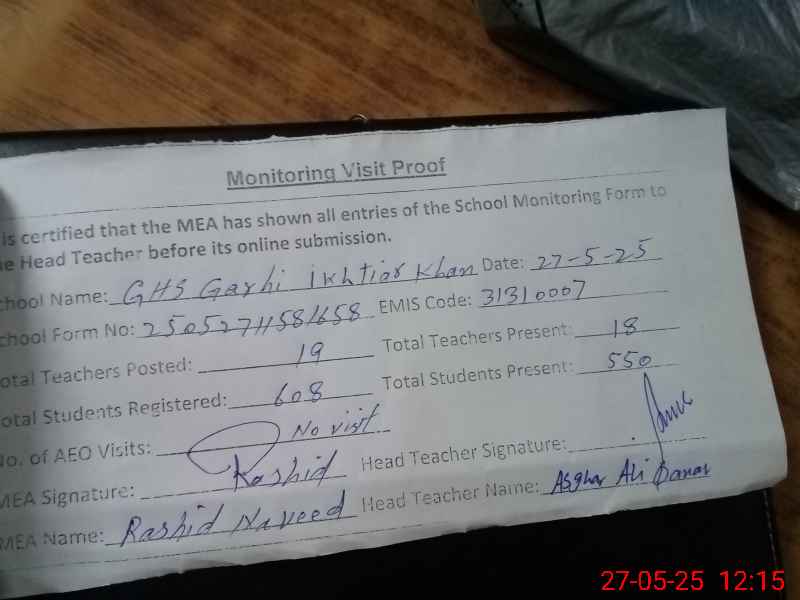 Monitoring Visit Proof
is certified that the MEA has shown all entries of the School Monitoring Form to
e Head Teacher before its online submission.
chool Name: GHS Garhi Ikhtiar Khan Date: 27-5-25
chool Form No: EMIS Code: 31310007
otal Teachers Posted: 19 Total Teachers Present: 18
otal Students Registered: 608 Total Students Present: 550
No. of AEO Visits: No visit
MEA Signature: Rashid Head Teacher Signature:
MEA Name: Rashid Naveed Head Teacher Name: Asghar Ali
27-05-25 12:15